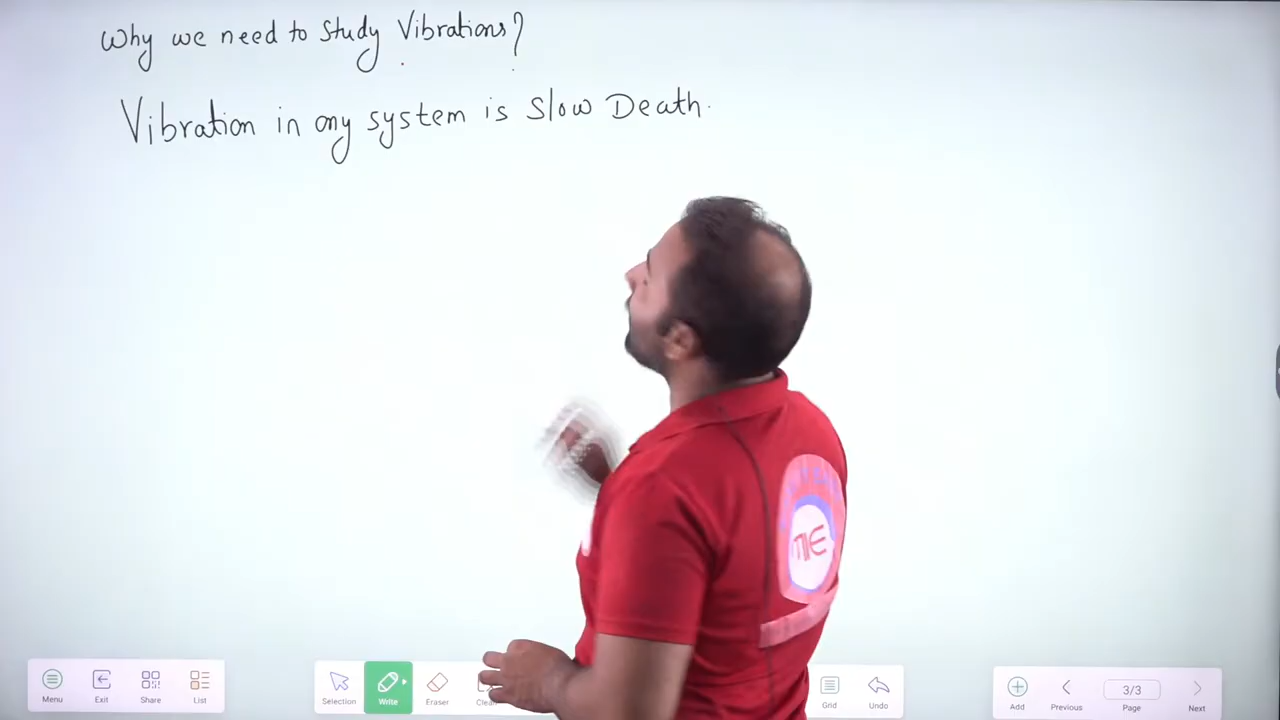 Why we need to study Vibrations?
Vibration in any system is Slow Death.
Menu
Exit
Share
List
Selection
Write
Eraser
Clean
Grid
Undo
Add
Previous
3/3
Page
Next